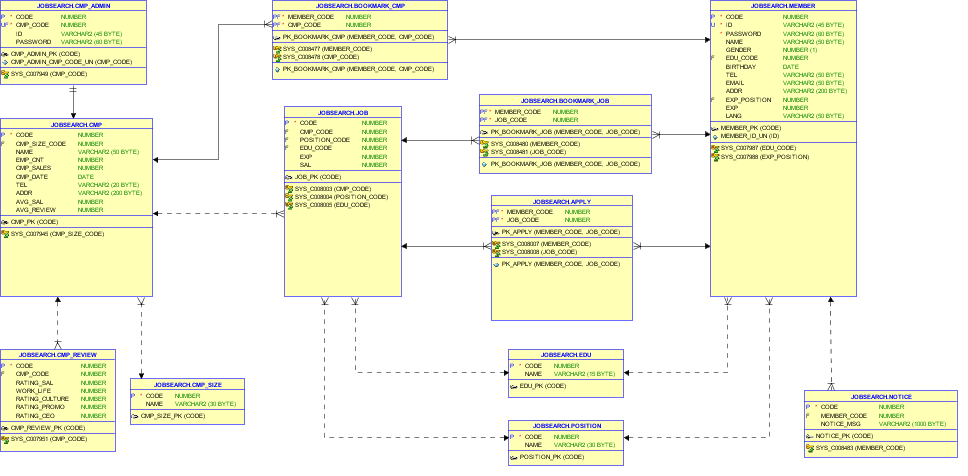 JOBSEARCH.CMP_ADMIN
P * CODE NUMBER
UF * CMP_CODE NUMBER
ID VARCHAR2 (45 BYTE)
PASSWORD VARCHAR2 (60 BYTE)
CMP_ADMIN_PK (CODE)
CMP_ADMIN_CMP_CODE_UN (CMP_CODE)
SYS_C007949 (CMP_CODE)
JOBSEARCH.BOOKMARK_CMP
PF * MEMBER_CODE NUMBER
PF * CMP_CODE NUMBER
PK_BOOKMARK_CMP (MEMBER_CODE, CMP_CODE)
SYS_C008477 (MEMBER_CODE)
SYS_C008478 (CMP_CODE)
PK_BOOKMARK_CMP (MEMBER_CODE, CMP_CODE)
JOBSEARCH.MEMBER
P * CODE NUMBER
U * ID VARCHAR2 (45 BYTE)
* PASSWORD VARCHAR2 (60 BYTE)
NAME VARCHAR2 (50 BYTE)
GENDER NUMBER (1)
F EDU_CODE NUMBER
BIRTHDAY DATE
TEL VARCHAR2 (50 BYTE)
EMAIL VARCHAR2 (50 BYTE)
ADDR VARCHAR2 (200 BYTE)
F EXP_POSITION NUMBER
EXP NUMBER
LANG VARCHAR2 (50 BYTE)
MEMBER_PK (CODE)
MEMBER_ID_UN (ID)
SYS_C007987 (EDU_CODE)
SYS_C007988 (EXP_POSITION)
JOBSEARCH.CMP
P * CODE NUMBER
F CMP_SIZE_CODE NUMBER
NAME VARCHAR2 (50 BYTE)
EMP_CNT NUMBER
CMP_SALES NUMBER
CMP_DATE DATE
TEL VARCHAR2 (20 BYTE)
ADDR VARCHAR2 (200 BYTE)
AVG_SAL NUMBER
AVG_REVIEW NUMBER
CMP_PK (CODE)
SYS_C007945 (CMP_SIZE_CODE)
JOBSEARCH.JOB
P * CODE NUMBER
F CMP_CODE NUMBER
F POSITION_CODE NUMBER
F EDU_CODE NUMBER
EXP NUMBER
SAL NUMBER
JOB_PK (CODE)
SYS_C008003 (CMP_CODE)
SYS_C008004 (POSITION_CODE)
SYS_C008005 (EDU_CODE)
JOBSEARCH.BOOKMARK_JOB
PF * MEMBER_CODE NUMBER
PF * JOB_CODE NUMBER
PK_BOOKMARK_JOB (MEMBER_CODE, JOB_CODE)
SYS_C008480 (MEMBER_CODE)
SYS_C008481 (JOB_CODE)
PK_BOOKMARK_JOB (MEMBER_CODE, JOB_CODE)
JOBSEARCH.APPLY
PF * MEMBER_CODE NUMBER
PF * JOB_CODE NUMBER
PK_APPLY (MEMBER_CODE, JOB_CODE)
SYS_C008007 (MEMBER_CODE)
SYS_C008008 (JOB_CODE)
PK_APPLY (MEMBER_CODE, JOB_CODE)
JOBSEARCH.CMP_REVIEW
P * CODE NUMBER
F CMP_CODE NUMBER
RATING_SAL NUMBER
WORK_LIFE NUMBER
RATING_CULTURE NUMBER
RATING_PROMO NUMBER
RATING_CEO NUMBER
CMP_REVIEW_PK (CODE)
SYS_C007951 (CMP_CODE)
JOBSEARCH.CMP_SIZE
P * CODE NUMBER
NAME VARCHAR2 (30 BYTE)
CMP_SIZE_PK (CODE)
JOBSEARCH.EDU
P * CODE NUMBER
NAME VARCHAR2 (15 BYTE)
EDU_PK (CODE)
JOBSEARCH.POSITION
P * CODE NUMBER
NAME VARCHAR2 (30 BYTE)
POSITION_PK (CODE)
JOBSEARCH.NOTICE
P * CODE NUMBER
F MEMBER_CODE NUMBER
NOTICE_MSG VARCHAR2 (1000 BYTE)
NOTICE_PK (CODE)
SYS_C008483 (MEMBER_CODE)